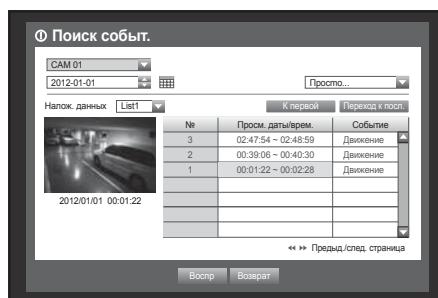 Поиск событ.
CAM 01
2012-01-01
Просмо...
Налож. данных List1 К первой Переход к посл.
№ Просм. даты/врем. Событие
3 02:47:54 ~ 02:48:59 Движение
2 00:39:06 ~ 00:40:30 Движение
1 00:01:22 ~ 00:02:28 Движение
2012/01/01 00:01:22
Предыд./след. страница
Воспр Возврат